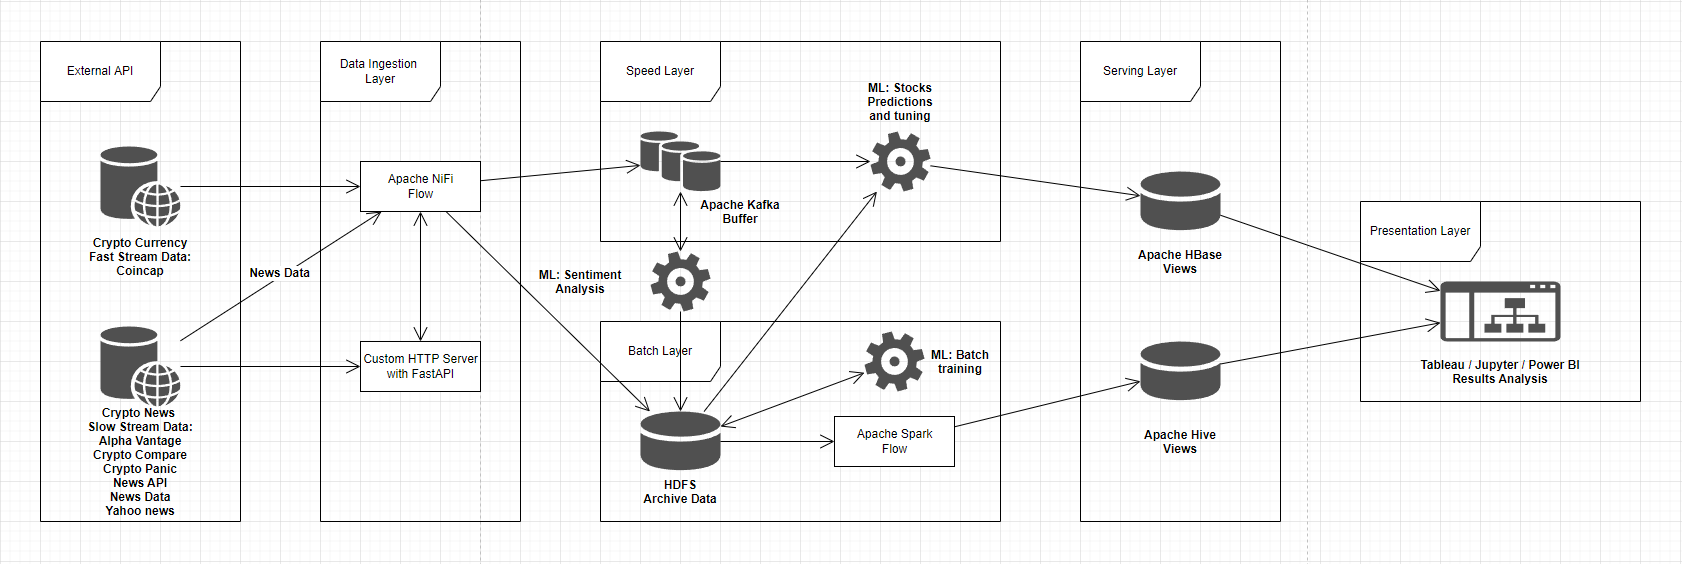 External API
Crypto Currency
Fast Stream Data:
Coincap
News Data
Crypto News
Slow Stream Data:
Alpha Vantage
Crypto Compare
Crypto Panic
News API
News Data
Yahoo news
Data Ingestion
Layer
Apache NiFi
Flow
Custom HTTP Server
with FastAPI
Speed Layer
Apache Kafka
Buffer
ML: Stocks
Predictions
and tuning
ML: Sentiment
Analysis
Batch Layer
ML: Batch
training
Apache Spark
Flow
HDFS
Archive Data
Serving Layer
Apache HBase
Views
Apache Hive
Views
Presentation Layer
Tableau / Jupyter / Power BI
Results Analysis